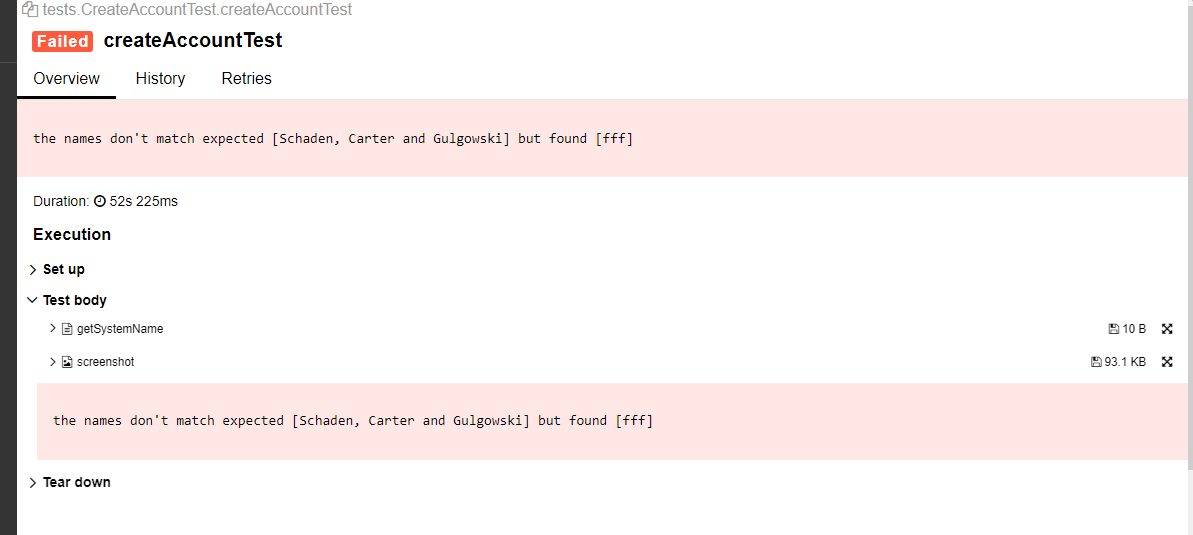 tests.CreateAccountTest.createAccountTest
Failed createAccountTest
Overview History Retries
the names don't match expected [Schaden, Carter and Gulgowski] but found [fff]
Duration: 52s 225ms
Execution
Set up
Test body
getSystemName 10 B
screenshot 93.1 KB
the names don't match expected [Schaden, Carter and Gulgowski] but found [fff]
Tear down